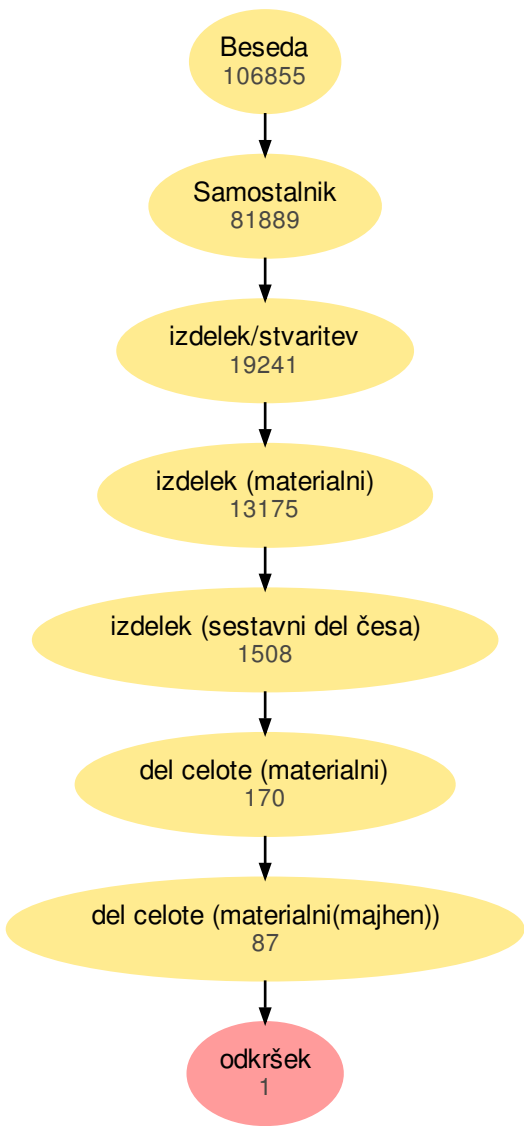 Beseda
106855
Samostalnik
81889
izdelek/stvaritev
19241
izdelek (materialni)
13175
izdelek (sestavni del česa)
1508
del celote (materialni)
170
del celote (materialni(majhen))
87
odkršek
1